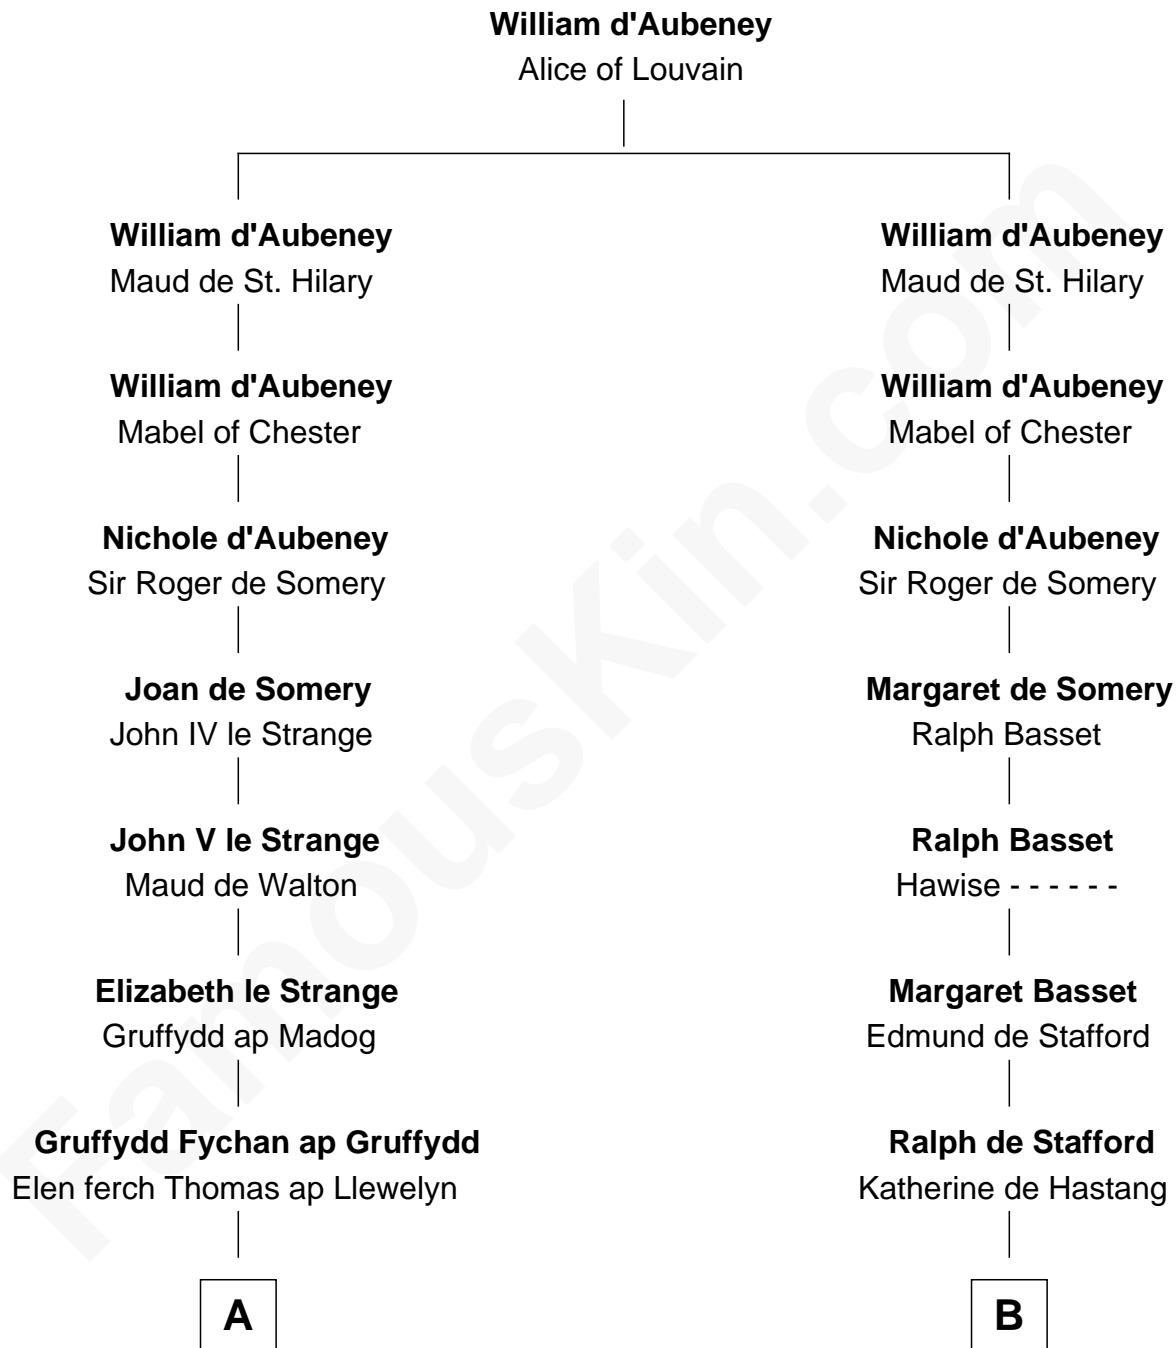 William d'Aubeney
Alice of Louvain
William d'Aubeney
Maud de St. Hilary
William d'Aubeney
Maud de St. Hilary
William d'Aubeney
Mabel of Chester
William d'Aubeney
Mabel of Chester
Nichole d'Aubeney
Sir Roger de Somery
Nichole d'Aubeney
Sir Roger de Somery
Joan de Somery
John IV le Strange
Margaret de Somery
Ralph Basset
John V le Strange
Maud de Walton
Ralph Basset
Hawise - - - - - -
Elizabeth le Strange
Gruffydd ap Madog
Margaret Basset
Edmund de Stafford
Gruffydd Fychan ap Gruffydd
Elen ferch Thomas ap Llewelyn
Ralph de Stafford
Katherine de Hastang
A
B
FamousKin.com